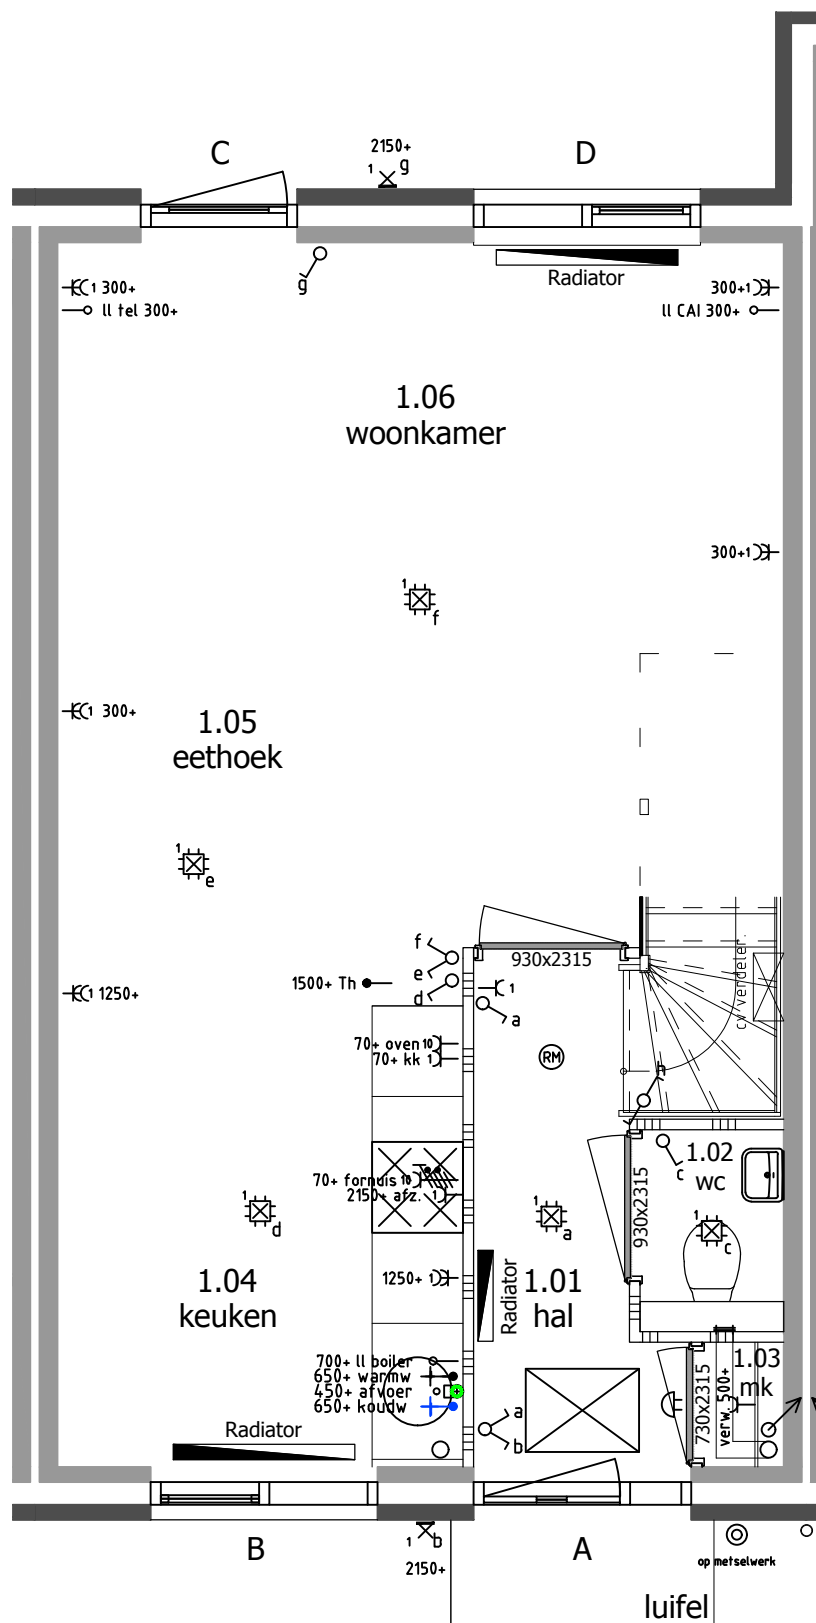 C
2150+
1 g
D
g
Radiator
1 300+
ll tel 300+
300+1
ll CAI 300+
1.06
woonkamer
300+1
1
f
1 300+
1.05
eethoek
1
e
f
e
d
930x2315
1500+ Th
1
a
1 1250+
cv verdeler.
70+ oven 10
70+ kk 1
RM
h
1.02
wc
c
70+ fornuis 10
2150+ afz. 1
930x2315
1
d
1
a
1
c
1250+ 1
1.04
keuken
Radiator
1.01
hal
700+ ll boiler
650+ warmw
450+ afvoer
650+ koudw
1.03
mk
730x2315
verw. 500+
Radiator
a
b
B
1 b
2150+
A
op metselwerk
luifel